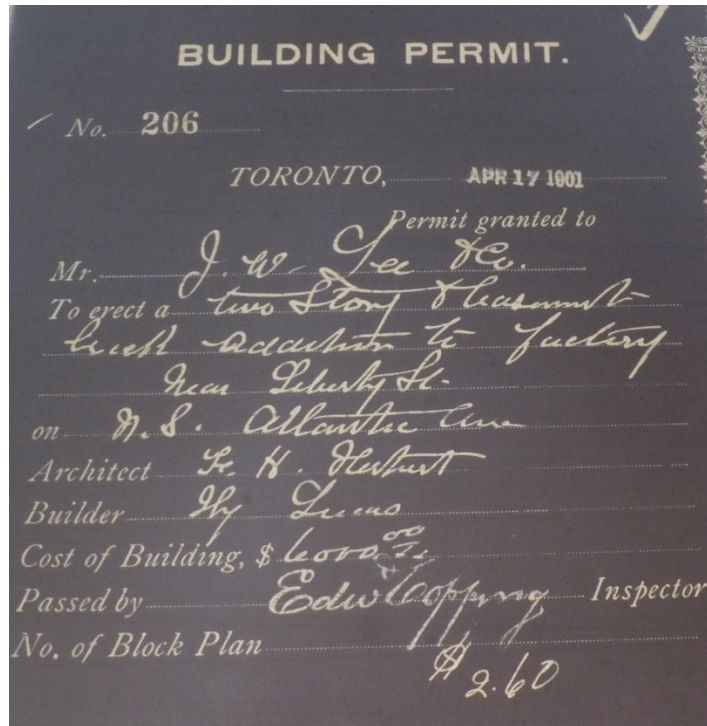 BUILDING PERMIT.
No. 206
TORONTO, APR 17 1901
Permit granted to
Mr. J. W. & Co.
To erect a two Story & basement
brick addition to factory
Near Liberty St.
on Atlantic Ave
Architect F. H. Herbert
Builder Hy Lucas
Cost of Building, $ 6000.00
Passed by Edw Copping Inspector
No. of Block Plan
$ 2.60